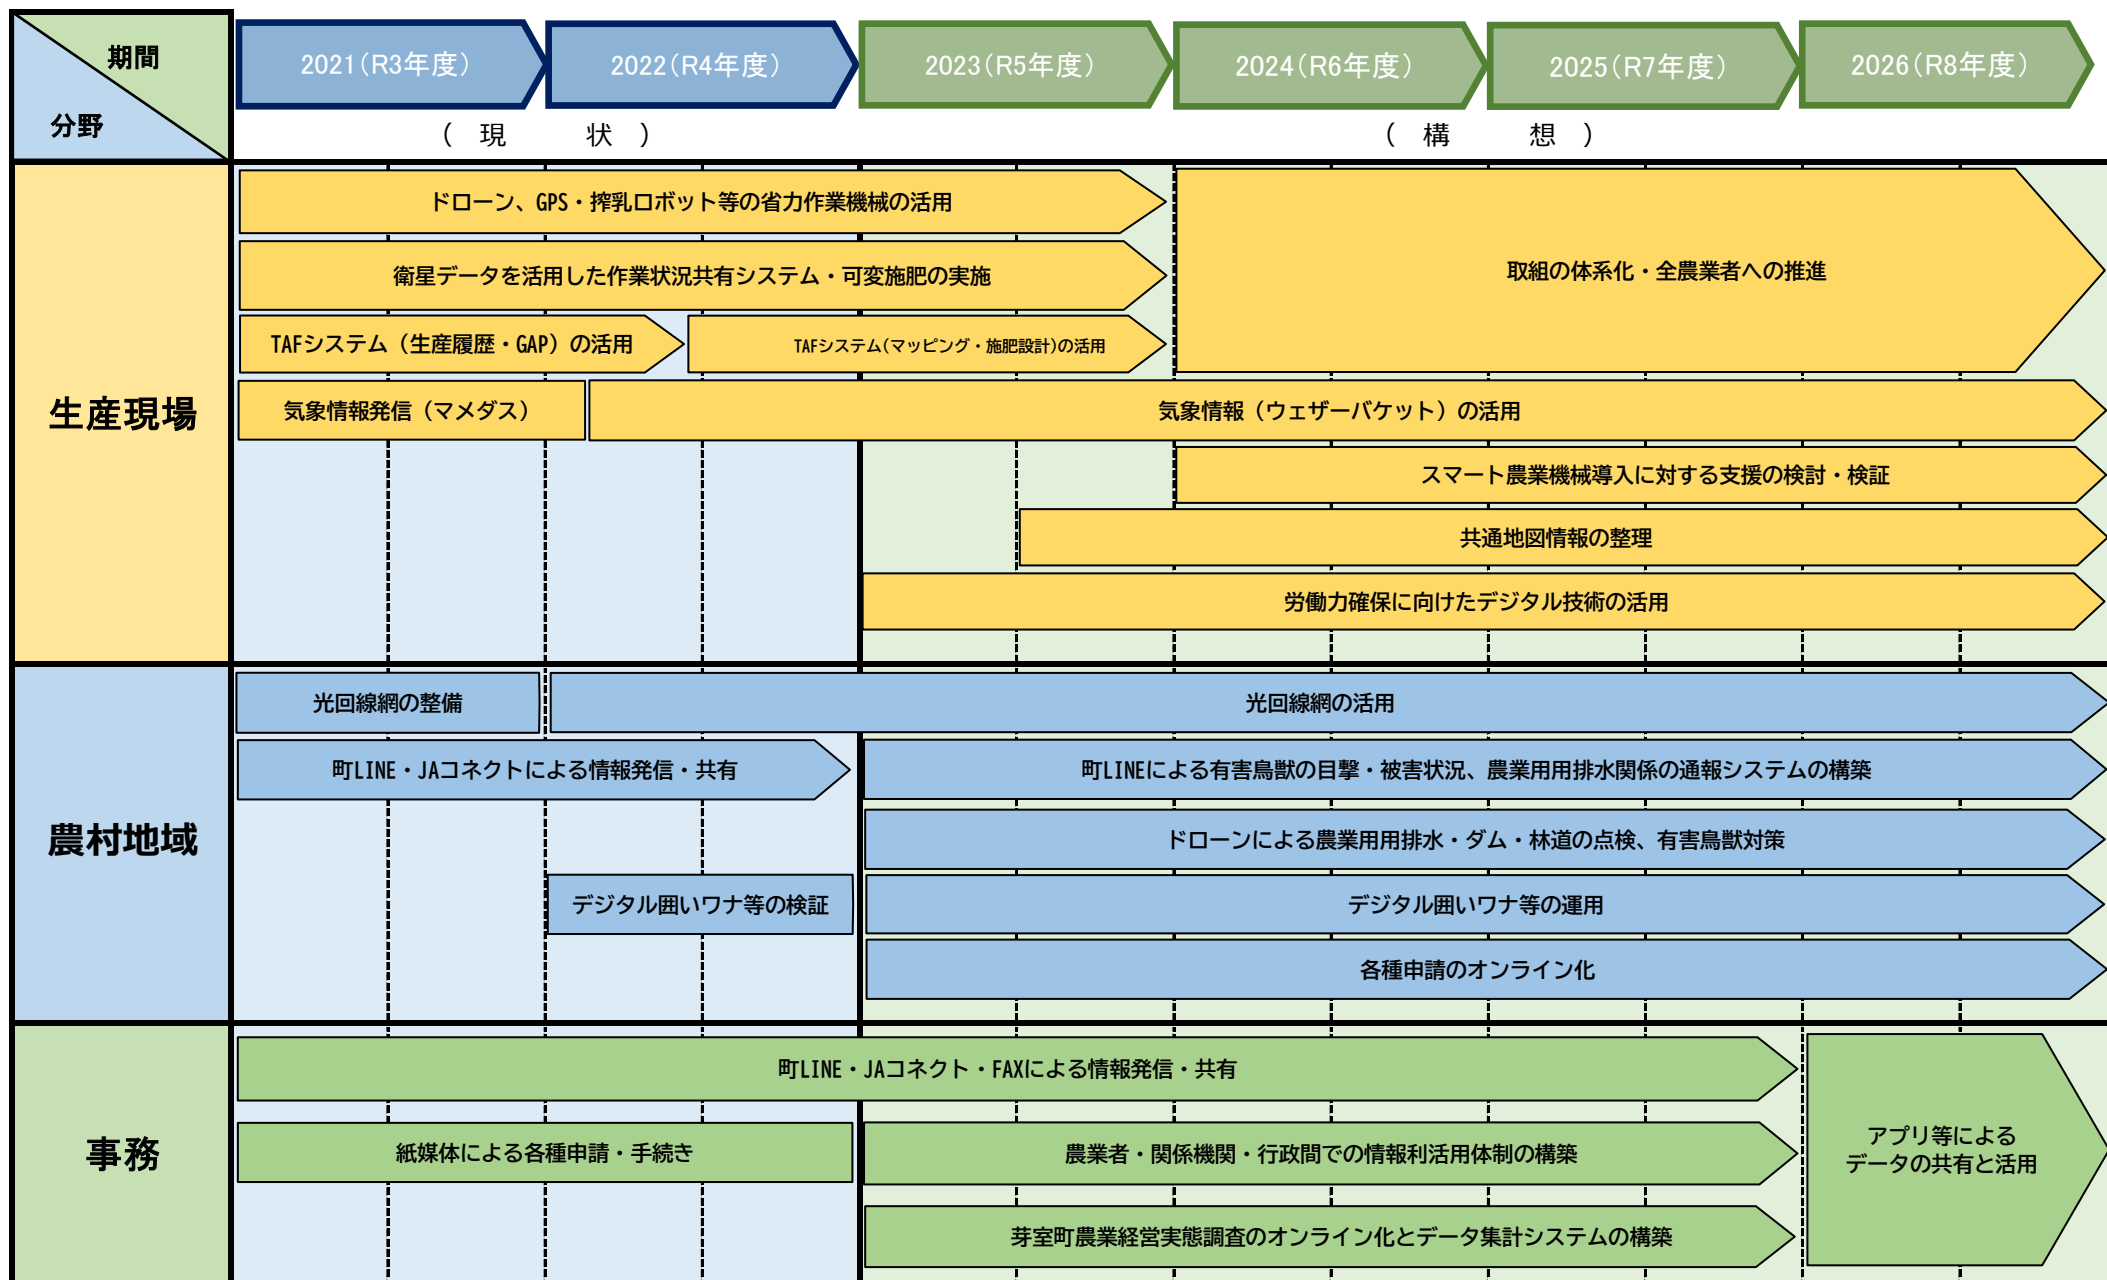 期間
分野
2021(R3年度)
2022(R4年度)
2023(R5年度)
2024(R6年度)
2025(R7年度)
2026(R8年度)
( 現 状 )
( 構 想 )
生産現場
ドローン、GPS・搾乳ロボット等の省力作業機械の活用
衛星データを活用した作業状況共有システム・可変施肥の実施
取組の体系化・全農業者への推進
TAFシステム（生産履歴・GAP）の活用
TAFシステム(マッピング・施肥設計)の活用
気象情報発信（マメダス）
気象情報（ウェザーバケット）の活用
スマート農業機械導入に対する支援の検討・検証
共通地図情報の整理
労働力確保に向けたデジタル技術の活用
農村地域
光回線網の整備
光回線網の活用
町LINE・JAコネクトによる情報発信・共有
町LINEによる有害鳥獣の目撃・被害状況、農業用用排水関係の通報システムの構築
ドローンによる農業用用排水・ダム・林道の点検、有害鳥獣対策
デジタル囲いワナ等の検証
デジタル囲いワナ等の運用
各種申請のオンライン化
事務
町LINE・JAコネクト・FAXによる情報発信・共有
紙媒体による各種申請・手続き
農業者・関係機関・行政間での情報利活用体制の構築
芽室町農業経営実態調査のオンライン化とデータ集計システムの構築
アプリ等による
データの共有と活用